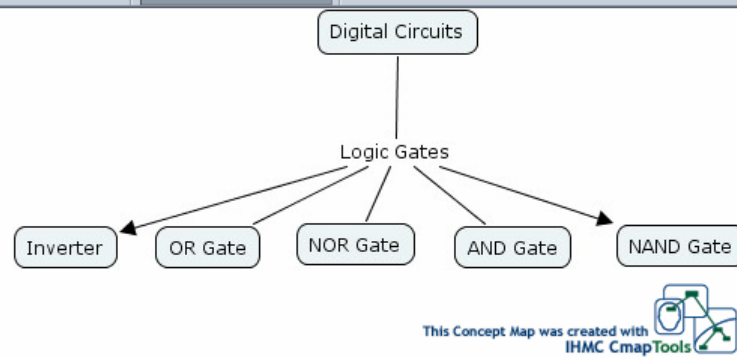 Digital Circuits
Logic Gates
Inverter
OR Gate
NOR Gate
AND Gate
NAND Gate
This Concept Map was created with
IHMC CmapTools